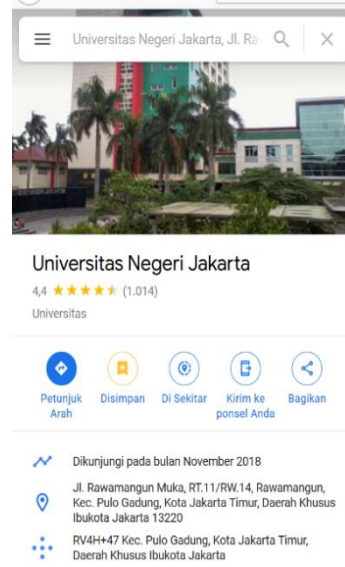 Universitas Negeri Jakarta, Jl. Ra
Universitas Negeri Jakarta
4,4 (1.014)
Universitas
Petunjuk Arah
Disimpan
Di Sekitar
Kirim ke ponsel Anda
Bagikan
Dikunjungi pada bulan November 2018
Jl. Rawamangun Muka, RT.11/RW.14, Rawamangun,
Kec. Pulo Gadung, Kota Jakarta Timur, Daerah Khusus
Ibukota Jakarta 13220
RV4H+47 Kec. Pulo Gadung, Kota Jakarta Timur,
Daerah Khusus Ibukota Jakarta